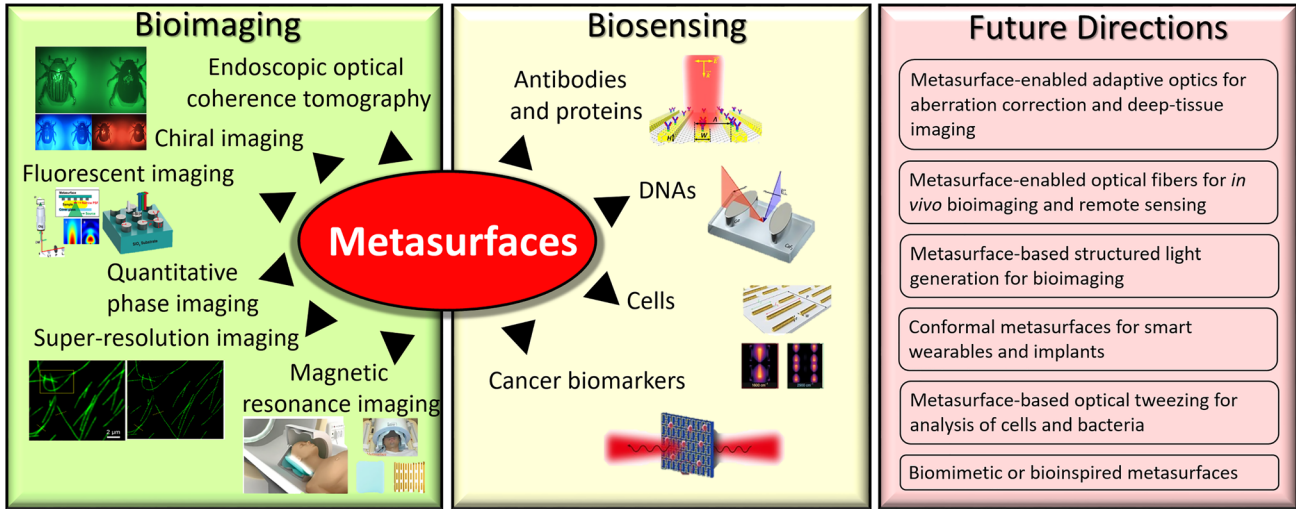 Bioimaging
Endoscopic optical
coherence tomography
Chiral imaging
Fluorescent imaging
Quantitative
phase imaging
Super-resolution imaging
2 μm
Magnetic
resonance imaging
Metasurfaces
Biosensing
Antibodies
and proteins
Λ
W
H
DNAs
Cells
Cancer biomarkers
Future Directions
Metasurface-enabled adaptive optics for
aberration correction and deep-tissue
imaging
Metasurface-enabled optical fibers for in
vivo bioimaging and remote sensing
Metasurface-based structured light
generation for bioimaging
Conformal metasurfaces for smart
wearables and implants
Metasurface-based optical tweezing for
analysis of cells and bacteria
Biomimetic or bioinspired metasurfaces